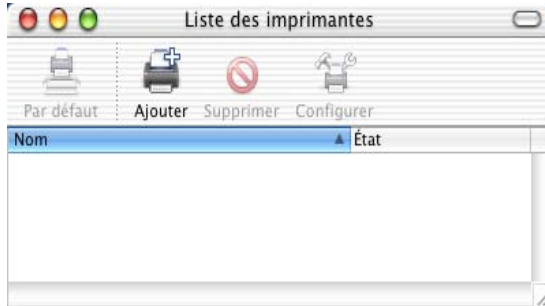 Liste des imprimantes
Par défaut Ajouter Supprimer Configurer
Nom État